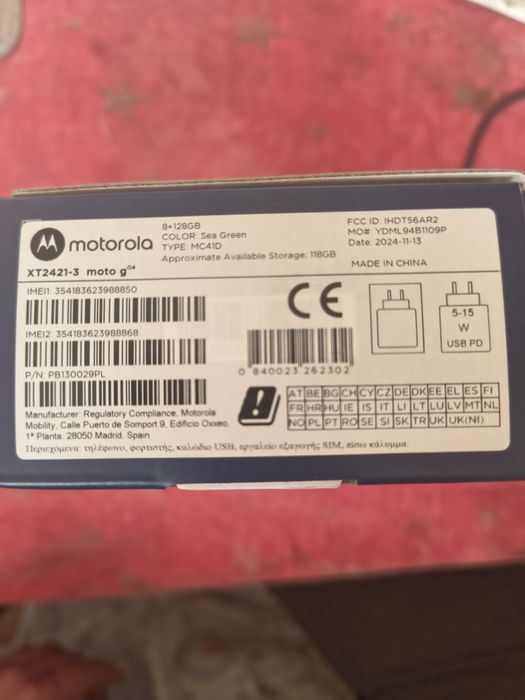 motorola
8+128GB
COLOR: Sea Green
TYPE: MC41D
Approximate Available Storage: 118GB
FCC ID: IHDT56AR2
MO#: YDML94B1109P
Date: 2024-11-13
MADE IN CHINA
XT2421-3 moto g04
IMEI1: 354183623988850
IMEI2: 354183623988868
P/N: PB130029PL
CE
0 840023 262302
5-15
W
USB PD
AT BE BG CH CY CZ DE DK EE EL ES FI
FR HR HU IE IS IT LI LT LU LV MT NL
NO PL PT RO SE SI SK TR UK UK(NI)
Manufacturer: Regulatory Compliance, Motorola
Mobility, Calle Puerto de Somport 9, Edificio Oxxeo,
1ª Planta. 28050 Madrid. Spain
Περιεχόμενα: τηλέφωνο, φορτιστής, καλώδιο USB, εργαλείο εξαγωγής SIM, πίσω κάλυμμα.